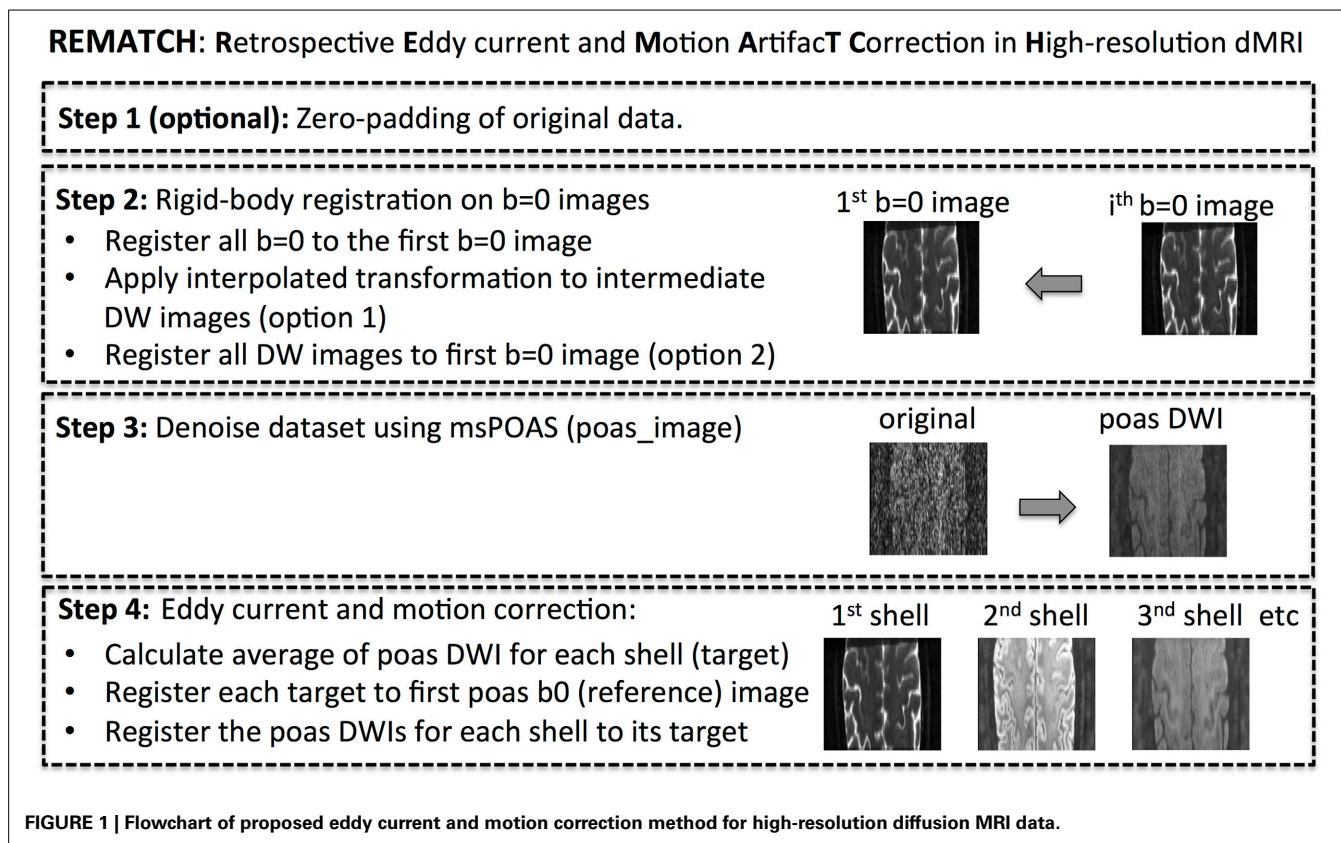 REMATCH: Retrospective Eddy current and Motion ArtifacT Correction in High-resolution dMRI
Step 1 (optional): Zero-padding of original data.
Step 2: Rigid-body registration on b=0 images
• Register all b=0 to the first b=0 image
• Apply interpolated transformation to intermediate
DW images (option 1)
• Register all DW images to first b=0 image (option 2)
1st b=0 image
ith b=0 image
Step 3: Denoise dataset using msPOAS (poas_image)
original
poas DWI
Step 4: Eddy current and motion correction:
• Calculate average of poas DWI for each shell (target)
• Register each target to first poas b0 (reference) image
• Register the poas DWIs for each shell to its target
1st shell
2nd shell
3nd shell etc
FIGURE 1 | Flowchart of proposed eddy current and motion correction method for high-resolution diffusion MRI data.